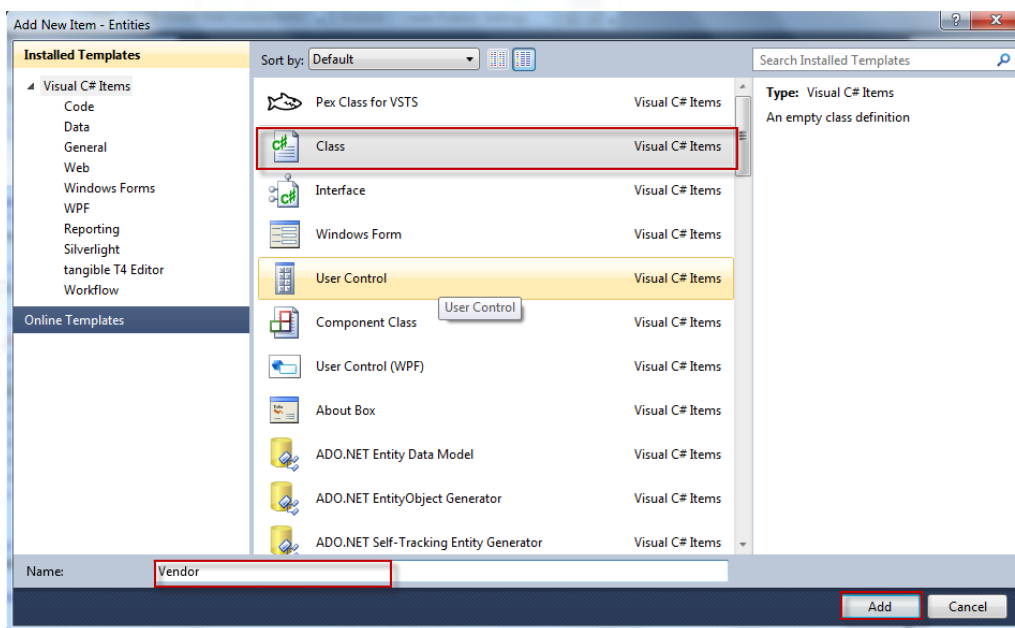 Add New Item - Entities
?
x
Installed Templates
Visual C# Items
Code
Data
General
Web
Windows Forms
WPF
Reporting
Silverlight
tangible T4 Editor
Workflow
Online Templates
Sort by: Default
Pex Class for VSTS Visual C# Items
Class Visual C# Items
Interface Visual C# Items
Windows Form Visual C# Items
User Control Visual C# Items
User Control
Component Class Visual C# Items
User Control (WPF) Visual C# Items
About Box Visual C# Items
ADO.NET Entity Data Model Visual C# Items
ADO.NET EntityObject Generator Visual C# Items
ADO.NET Self-Tracking Entity Generator Visual C# Items
Search Installed Templates
Type: Visual C# Items
An empty class definition
Name: Vendor
Add Cancel